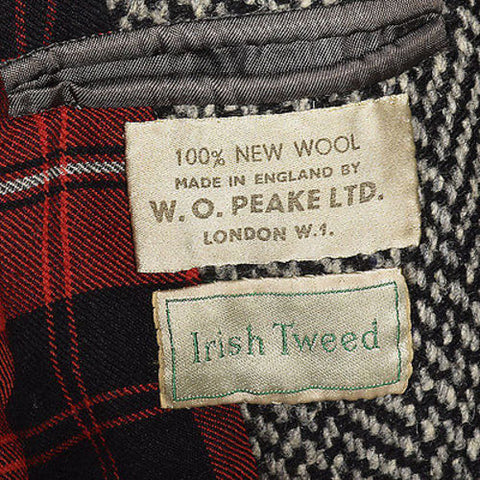 100% NEW WOOL
MADE IN ENGLAND BY
W. O. PEAKE LTD.
LONDON W.1.
Irish Tweed